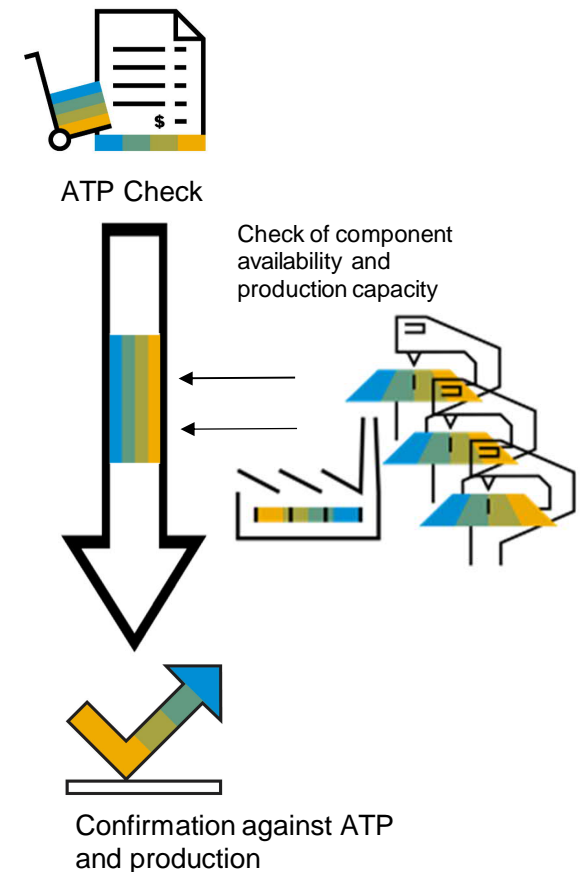 $
ATP Check
Check of component
availability and
production capacity
Confirmation against ATP
and production